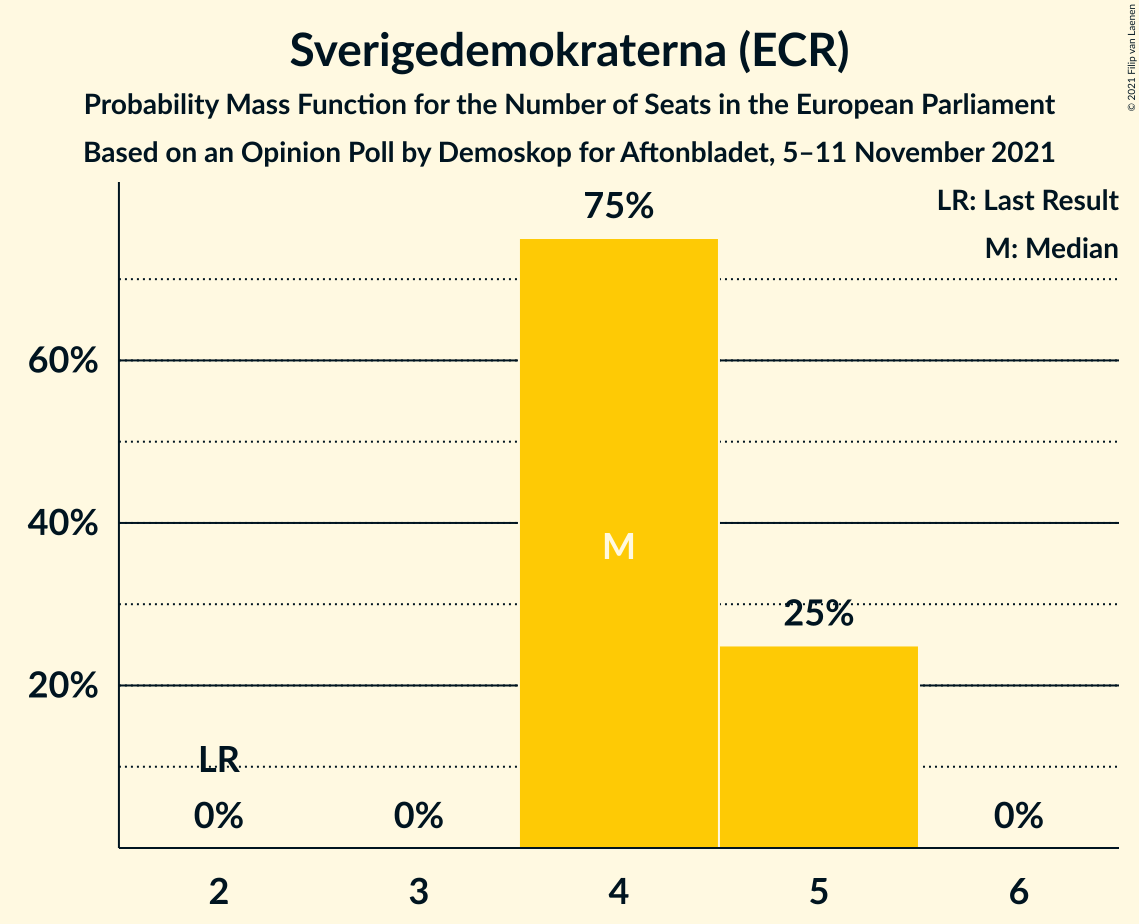 Sverigedemokraterna (ECR)
Probability Mass Function for the Number of Seats in the European Parliament
Based on an Opinion Poll by Demoskop for Aftonbladet, 5–11 November 2021
© 2021 Filip van Laenen
LR: Last Result
M: Median
75%
60%
40%
M
25%
20%
LR
0%
0%
0%
2
3
4
5
6